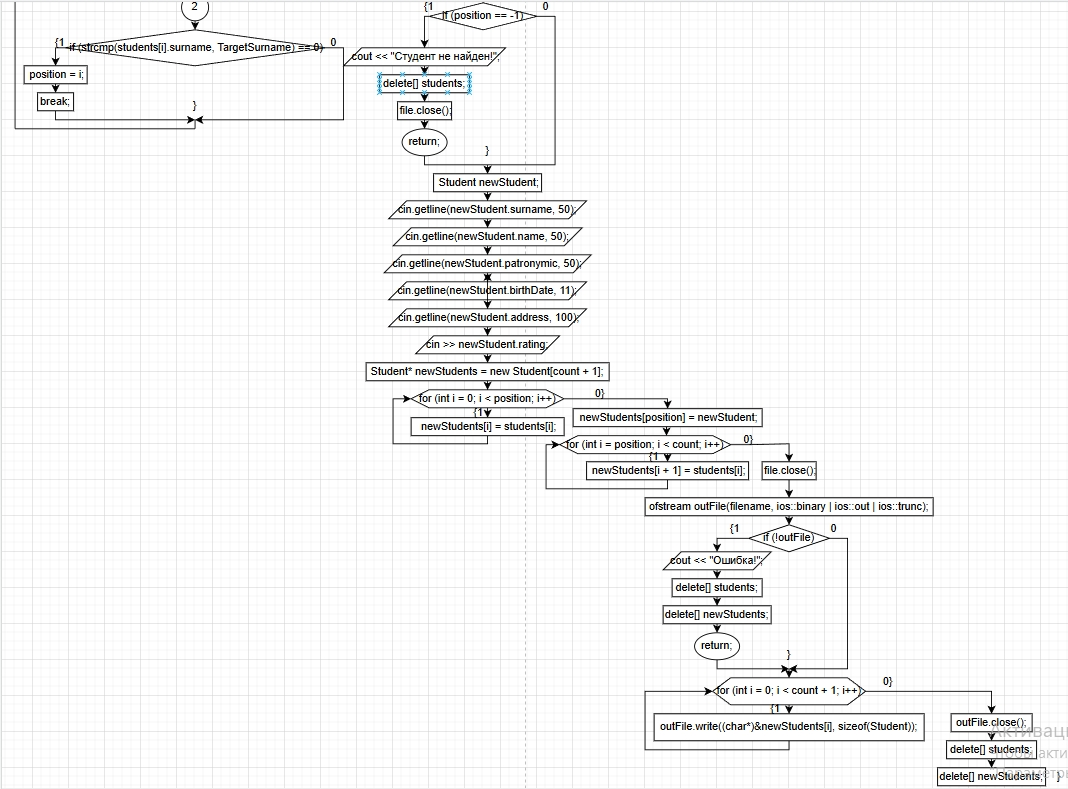 2
{1
if (strcmp(students[i].surname, TargetSurname) == 0)
0
position = i;
break;
}
{1
if (position == -1)
0
cout << "Студент не найден!";
delete[] students;
file.close();
return;
}
Student newStudent;
cin.getline(newStudent.surname, 50);
cin.getline(newStudent.name, 50);
cin.getline(newStudent.patronymic, 50);
cin.getline(newStudent.birthDate, 11);
cin.getline(newStudent.address, 100);
cin >> newStudent.rating;
Student* newStudents = new Student[count + 1];
for (int i = 0; i < position; i++)
0}
{1
newStudents[i] = students[i];
newStudents[position] = newStudent;
for (int i = position; i < count; i++)
0}
{1
newStudents[i + 1] = students[i];
file.close();
ofstream outFile(filename, ios::binary | ios::out | ios::trunc);
{1
if (!outFile)
0
cout << "Ошибка!";
delete[] students;
delete[] newStudents;
return;
}
for (int i = 0; i < count + 1; i++)
0}
{1
outFile.write((char*)&newStudents[i], sizeof(Student));
outFile.close();
delete[] students;
delete[] newStudents;
}